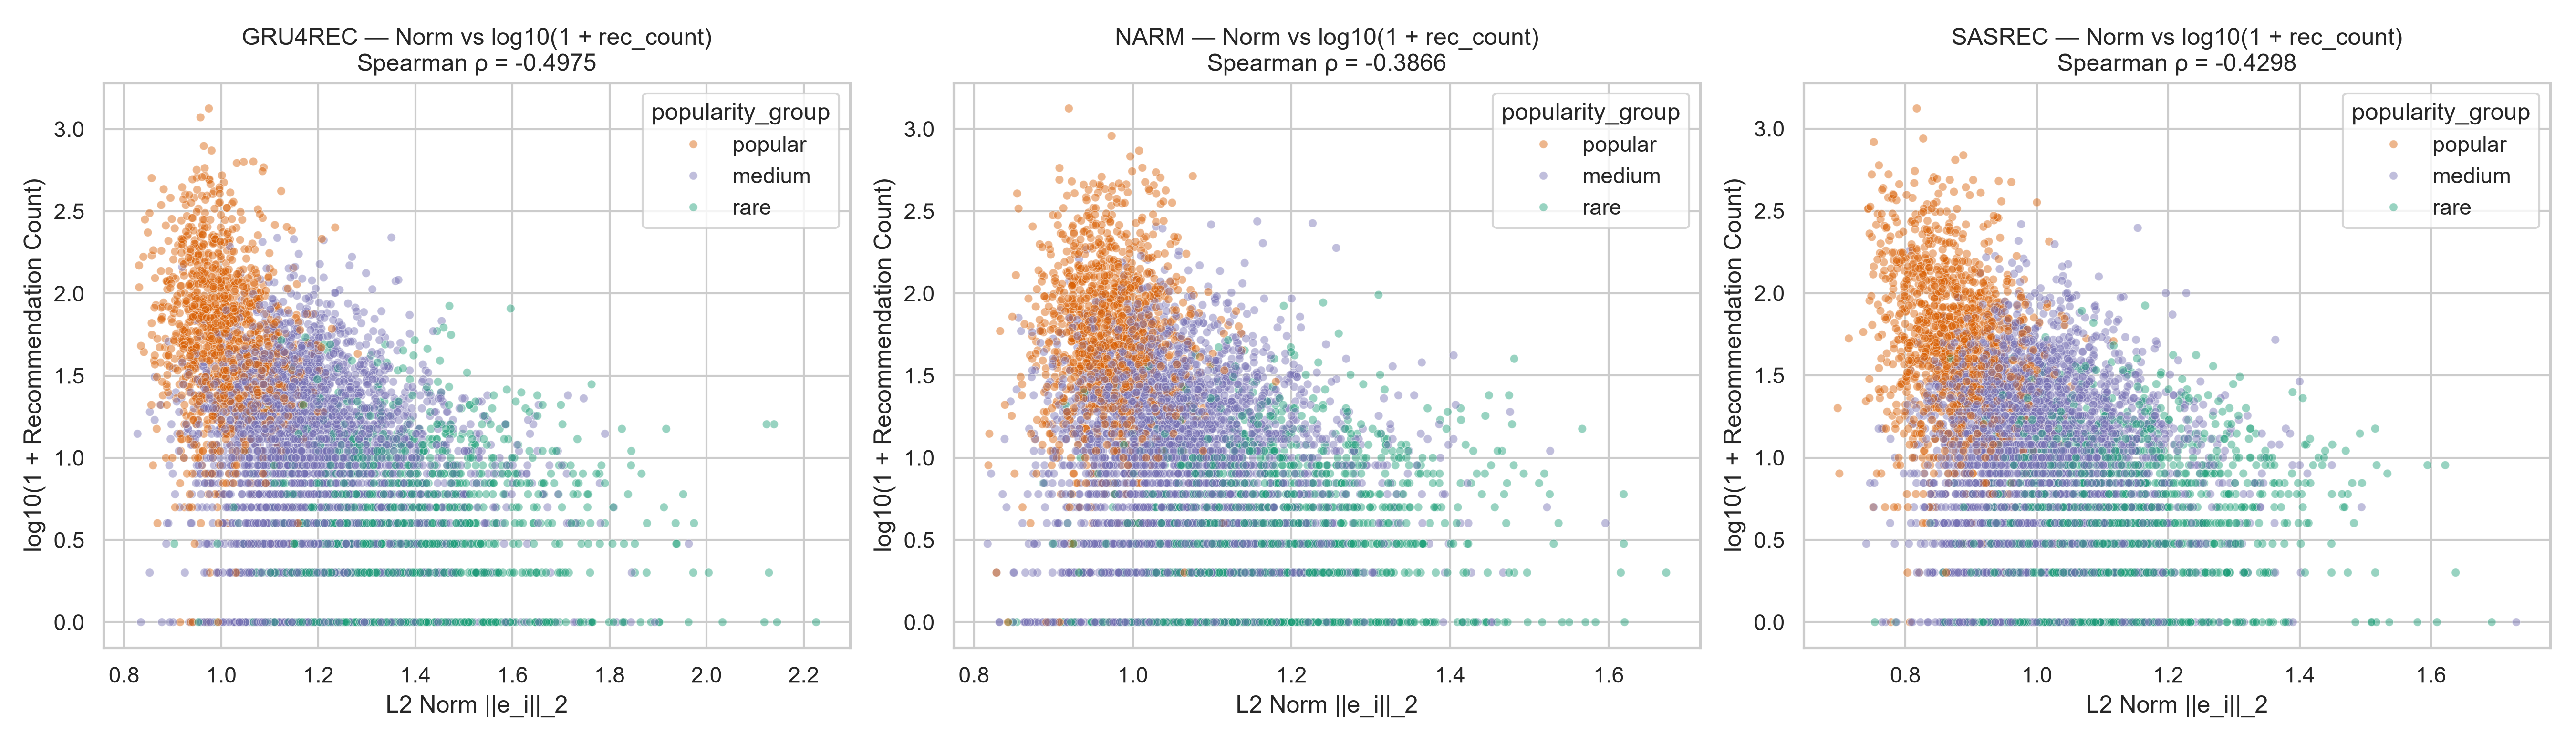 GRU4REC — Norm vs log10(1 + rec_count)
Spearman ρ = -0.4975
popularity_group
popular
medium
rare
log10(1 + Recommendation Count)
3.0
2.5
2.0
1.5
1.0
0.5
0.0
0.8 1.0 1.2 1.4 1.6 1.8 2.0 2.2
L2 Norm ||e_i||_2
NARM — Norm vs log10(1 + rec_count)
Spearman ρ = -0.3866
popularity_group
popular
medium
rare
log10(1 + Recommendation Count)
3.0
2.5
2.0
1.5
1.0
0.5
0.0
0.8 1.0 1.2 1.4 1.6
L2 Norm ||e_i||_2
SASREC — Norm vs log10(1 + rec_count)
Spearman ρ = -0.4298
popularity_group
popular
medium
rare
log10(1 + Recommendation Count)
3.0
2.5
2.0
1.5
1.0
0.5
0.0
0.8 1.0 1.2 1.4 1.6
L2 Norm ||e_i||_2